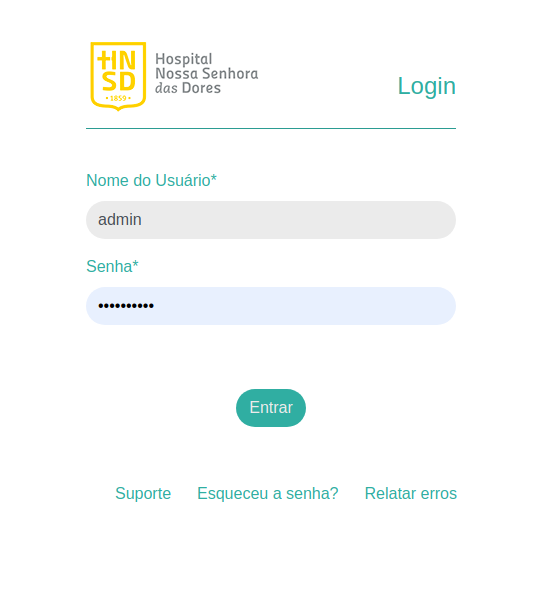 HN
SD
1859
Hospital
Nossa Senhora
das Dores
Login
Nome do Usuário*
admin
Senha*
••••••••••
Entrar
Suporte Esqueceu a senha? Relatar erros